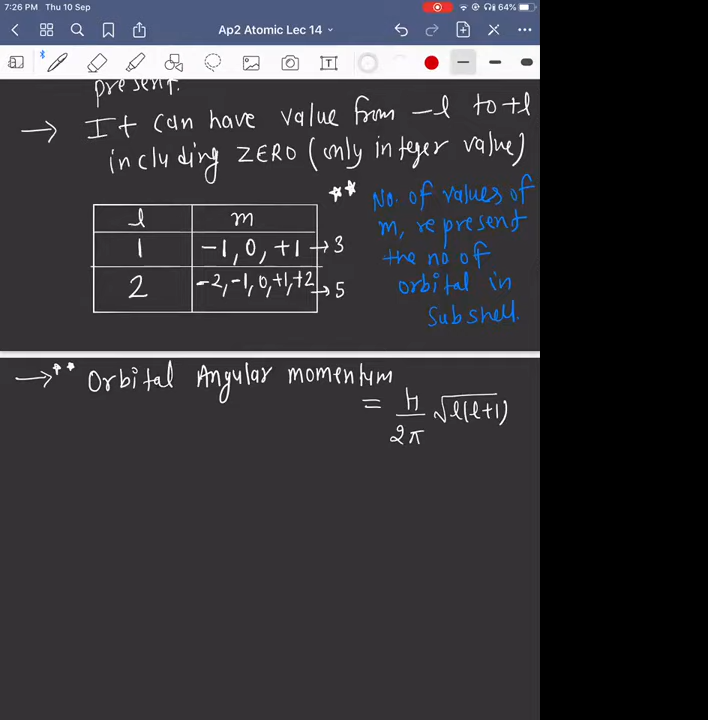 7:26 PM Thu 10 Sep 64%
Ap2 Atomic Lec 14
present.
→ It can have value from -l to +l
including ZERO (only integer value)
l m
1 -1, 0, +1 → 3
2 -2, -1, 0, +1, +2 → 5
** No. of values of
m, represent
the no of
orbital in
Subshell.
→** Orbital Angular momentum
= h/2π √l(l+1)